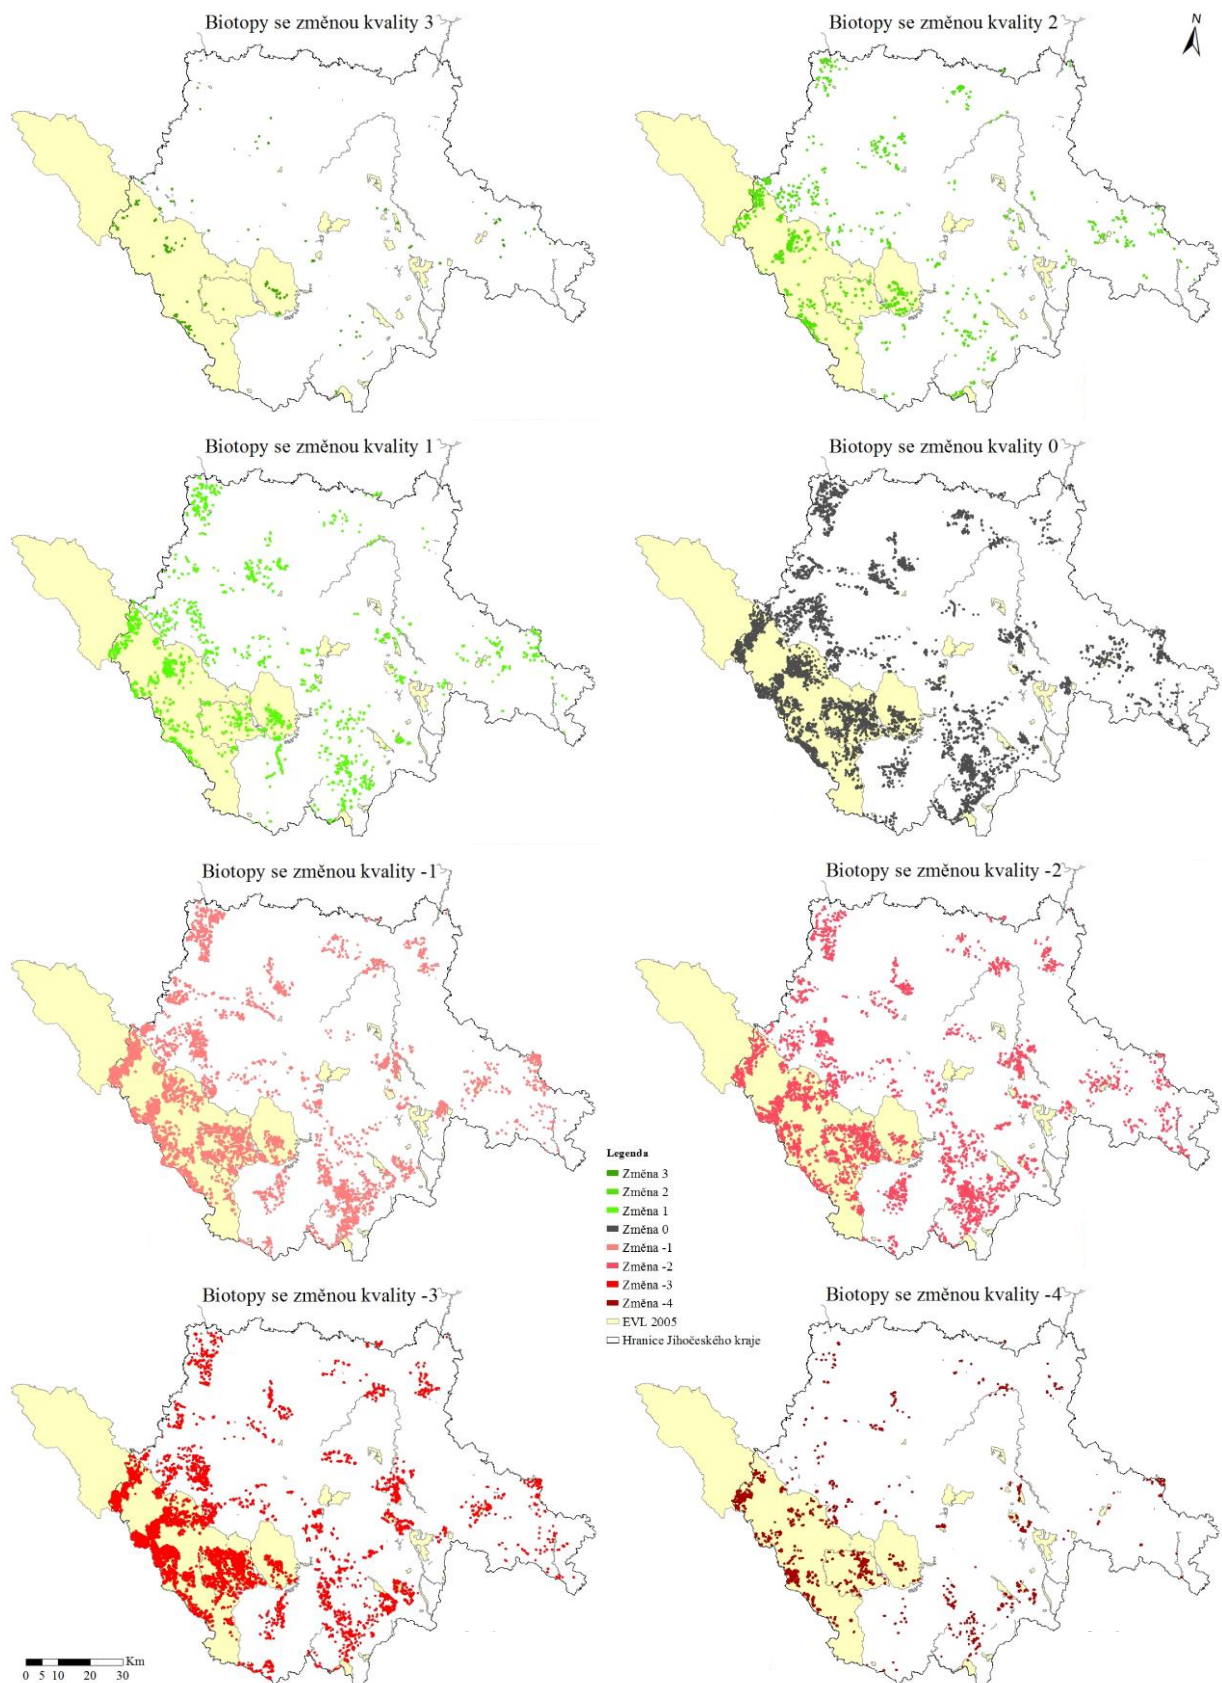 Biotopy se změnou kvality 3
Biotopy se změnou kvality 2
N
Biotopy se změnou kvality 1
Biotopy se změnou kvality 0
Biotopy se změnou kvality -1
Biotopy se změnou kvality -2
Legenda
Změna 3
Změna 2
Změna 1
Změna 0
Změna -1
Změna -2
Změna -3
Změna -4
EVL 2005
Hranice Jihočeského kraje
Biotopy se změnou kvality -3
Biotopy se změnou kvality -4
Km
0 5 10 20 30